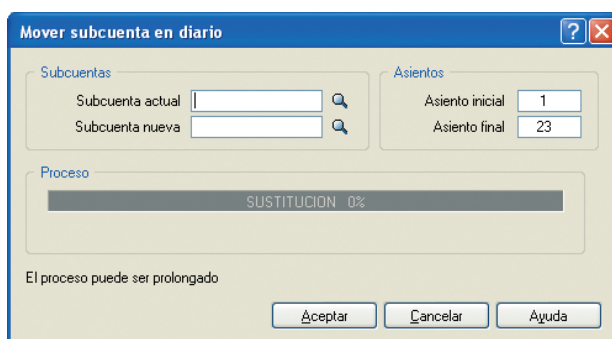 Mover subcuenta en diario
Subcuentas
Subcuenta actual
Subcuenta nueva
Asientos
Asiento inicial 1
Asiento final 23
Proceso
SUSTITUCION 0%
El proceso puede ser prolongado
Aceptar Cancelar Ayuda